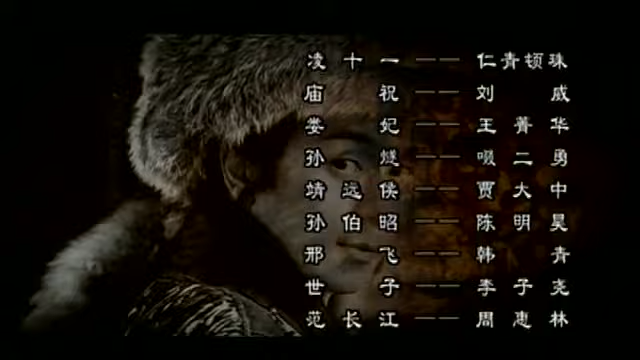 凌十一——仁青顿珠
庙祝——刘威
娄妃——王菁华
孙燧——啜二勇
靖远侯——贾大中
孙伯昭——陈明昊
邢飞——韩青
世子——李子尧
范长江——周惠林